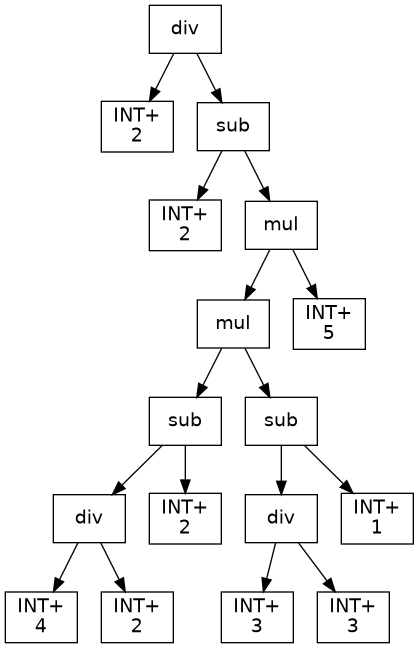 div
INT+
2
sub
INT+
2
mul
mul
INT+
5
sub
sub
div
INT+
2
div
INT+
1
INT+
4
INT+
2
INT+
3
INT+
3